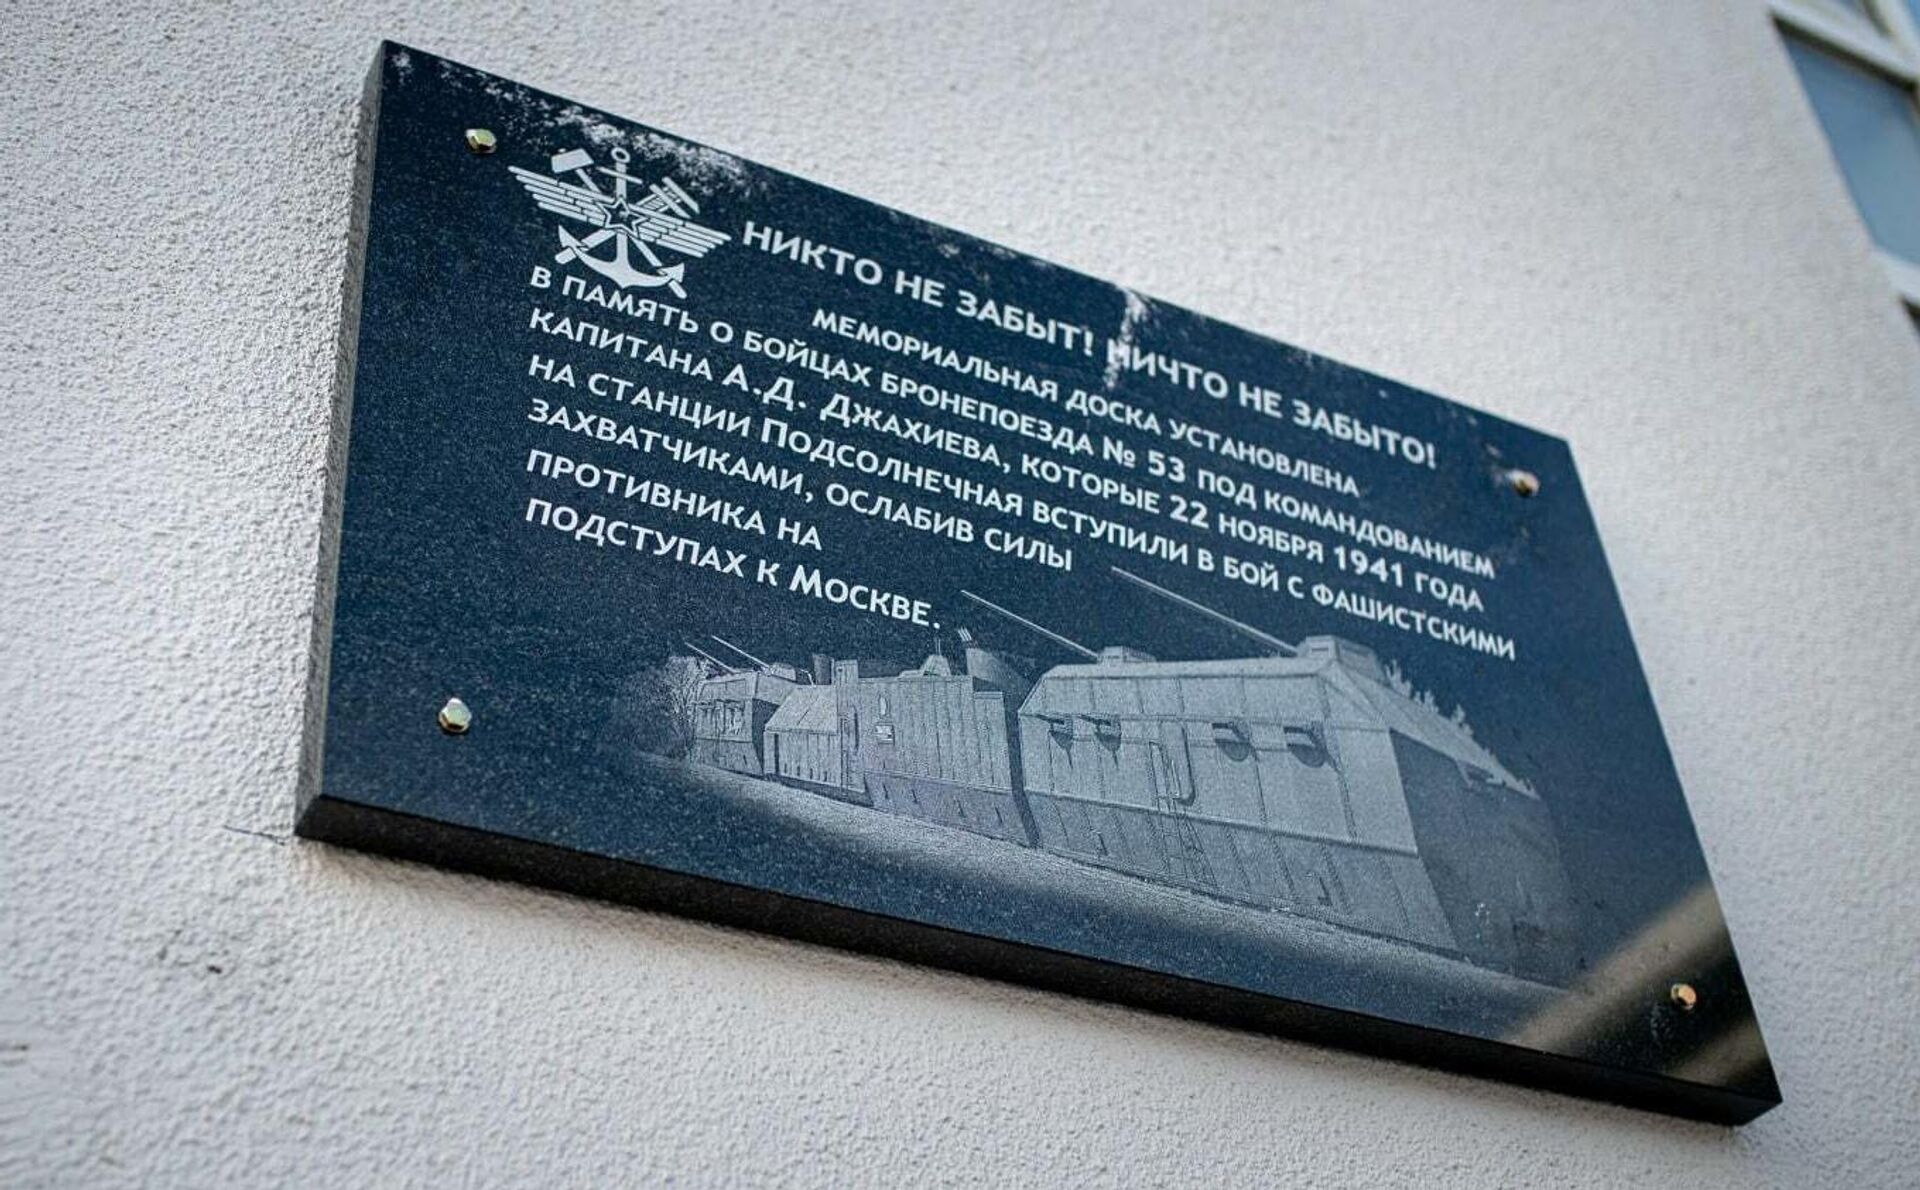 НИКТО НЕ ЗАБЫТ! НИЧТО НЕ ЗАБЫТО!
МЕМОРИАЛЬНАЯ ДОСКА УСТАНОВЛЕНА
В ПАМЯТЬ О БОЙЦАХ БРОНЕПОЕЗДА № 53 ПОД КОМАНДОВАНИЕМ
КАПИТАНА А.Д. ДЖАХИЕВА, КОТОРЫЕ 22 НОЯБРЯ 1941 ГОДА
НА СТАНЦИИ ПОДСОЛНЕЧНАЯ ВСТУПИЛИ В БОЙ С ФАШИСТСКИМИ
ЗАХВАТЧИКАМИ, ОСЛАБИВ СИЛЫ
ПРОТИВНИКА НА
ПОДСТУПАХ К МОСКВЕ.